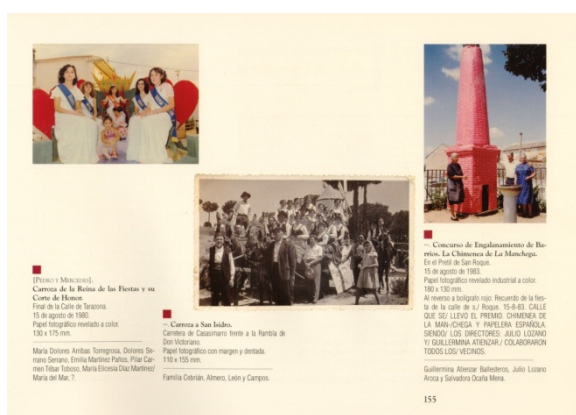 [PEDRO Y MERCEDES].
Carroza de la Reina de las Fiestas y su
Corte de Honor.
Final de la Calle de Tarazona.
15 de agosto de 1980.
Papel fotográfico revelado a color.
130 x 175 mm.
María Dolores Arribas Torregrosa, Dolores Se-
rrano Serrano, Emilia Martínez Paños, Pilar Car-
men Tébar Toboso, María Elicesia Díaz Martínez/
María del Mar, ?.
–. Carroza a San Isidro.
Carretera de Casasimarro frente a la Rambla de
Don Victoriano.
Papel fotográfico con margen y dentada.
110 x 155 mm.
Familia Cebrián, Almero, León y Campos.
–. Concurso de Engalanamiento de Ba-
rrios. La Chimenea de La Manchega.
En el Pretil de San Roque.
15 de agosto de 1983.
Papel fotográfico revelado industrial a color.
180 x 130 mm.
Al reverso a bolígrafo rojo: Recuerdo de la fies-
ta de la calle de s./ Roque. 15-8-83. CALLE
QUE SE/ LLEVO EL PREMIO. CHIMENEA DE
LA MAN-/CHEGA Y PAPELERA ESPAÑOLA.
SIENDO/ LOS DIRECTORES: JULIO LOZANO
Y/ GUILLERMINA ATIENZAR./ COLABORARON
TODOS LOS/ VECINOS.
Guillermina Atienzar Ballesteros, Julio Lozano
Aroca y Salvadora Ocaña Mena.
155